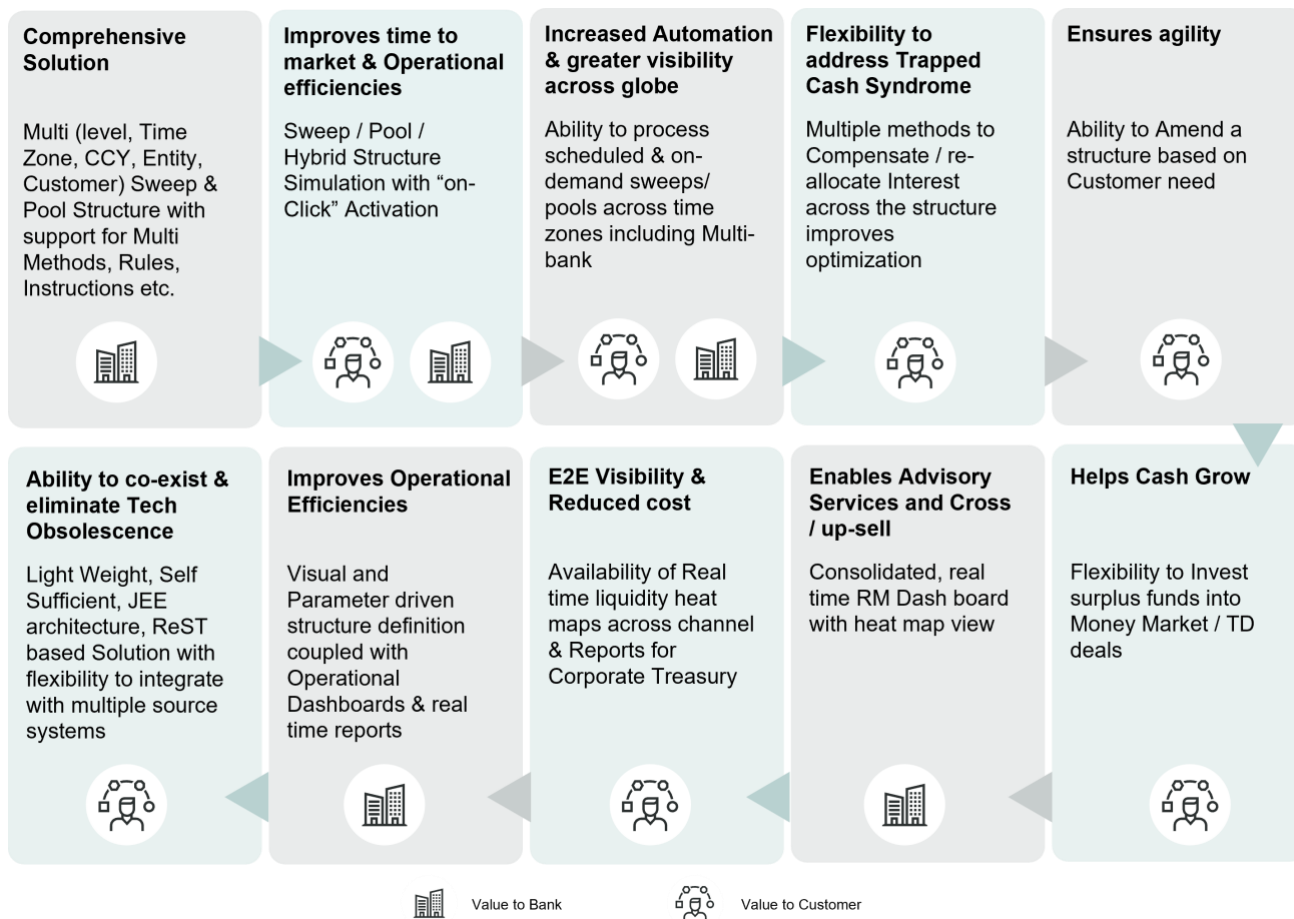 Comprehensive
Solution
Multi (level, Time
Zone, CCY, Entity,
Customer) Sweep &
Pool Structure with
support for Multi
Methods, Rules,
Instructions etc.
Improves time to
market & Operational
efficiencies
Sweep / Pool /
Hybrid Structure
Simulation with “on-
Click” Activation
Increased Automation
& greater visibility
across globe
Ability to process
scheduled & on-
demand sweeps/
pools across time
zones including Multi-
bank
Flexibility to
address Trapped
Cash Syndrome
Multiple methods to
Compensate / re-
allocate Interest
across the structure
improves
optimization
Ensures agility
Ability to Amend a
structure based on
Customer need
Helps Cash Grow
Flexibility to Invest
surplus funds into
Money Market / TD
deals
Enables Advisory
Services and Cross
/ up-sell
Consolidated, real
time RM Dash board
with heat map view
E2E Visibility &
Reduced cost
Availability of Real
time liquidity heat
maps across channel
& Reports for
Corporate Treasury
Improves Operational
Efficiencies
Visual and
Parameter driven
structure definition
coupled with
Operational
Dashboards & real
time reports
Ability to co-exist &
eliminate Tech
Obsolescence
Light Weight, Self
Sufficient, JEE
architecture, ReST
based Solution with
flexibility to integrate
with multiple source
systems
Value to Bank
Value to Customer